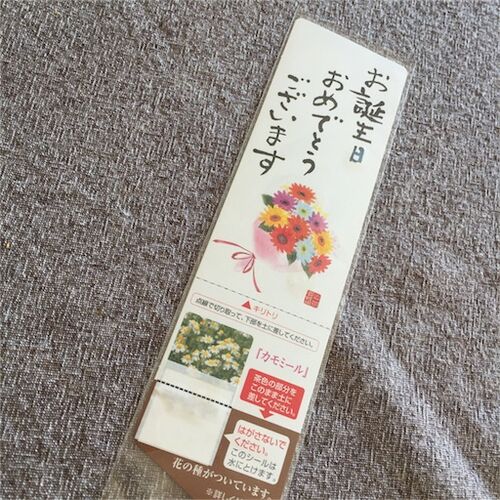 お誕生日
おめでとう
ございます
▲キリトリ
点線で切り取って、下部を土に差してください。
「カモミール」
茶色の部分を
このまま土に
差してください。
はがさないで
ください。
このシールは
水にとけます。
花の種がついています。